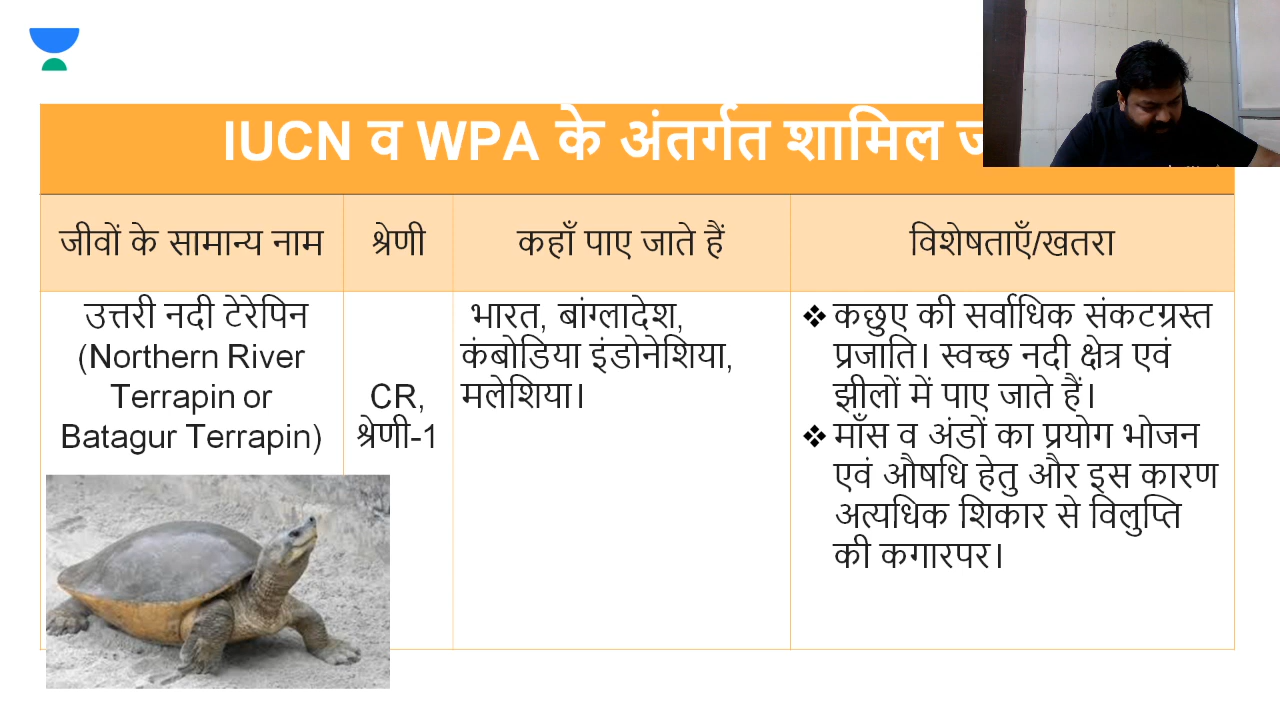 IUCN व WPA के अंतर्गत शामिल
जीवों के सामान्य नाम
श्रेणी
कहाँ पाए जाते हैं
विशेषताएँ/खतरा
उत्तरी नदी टेरेपिन
(Northern River
Terrapin or
Batagur Terrapin)
CR,
श्रेणी-1
भारत, बांग्लादेश,
कंबोडिया इंडोनेशिया,
मलेशिया।
❖ कछुए की सर्वाधिक संकटग्रस्त
प्रजाति। स्वच्छ नदी क्षेत्र एवं
झीलों में पाए जाते हैं।
❖ माँस व अंडों का प्रयोग भोजन
एवं औषधि हेतु और इस कारण
अत्यधिक शिकार से विलुप्ति
की कगारपर।